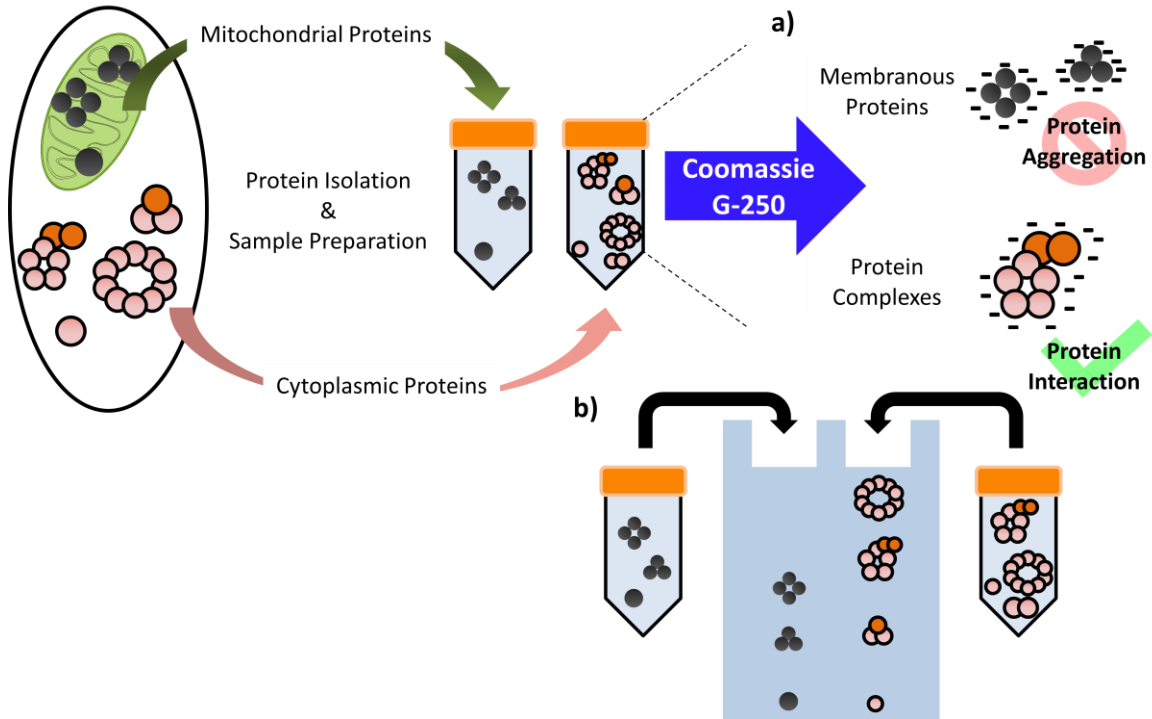 Mitochondrial Proteins
Protein Isolation
&
Sample Preparation
Cytoplasmic Proteins
a)
Coomassie
G-250
Membranous
Proteins
Protein
Aggregation
Protein
Complexes
Protein
Interaction
b)